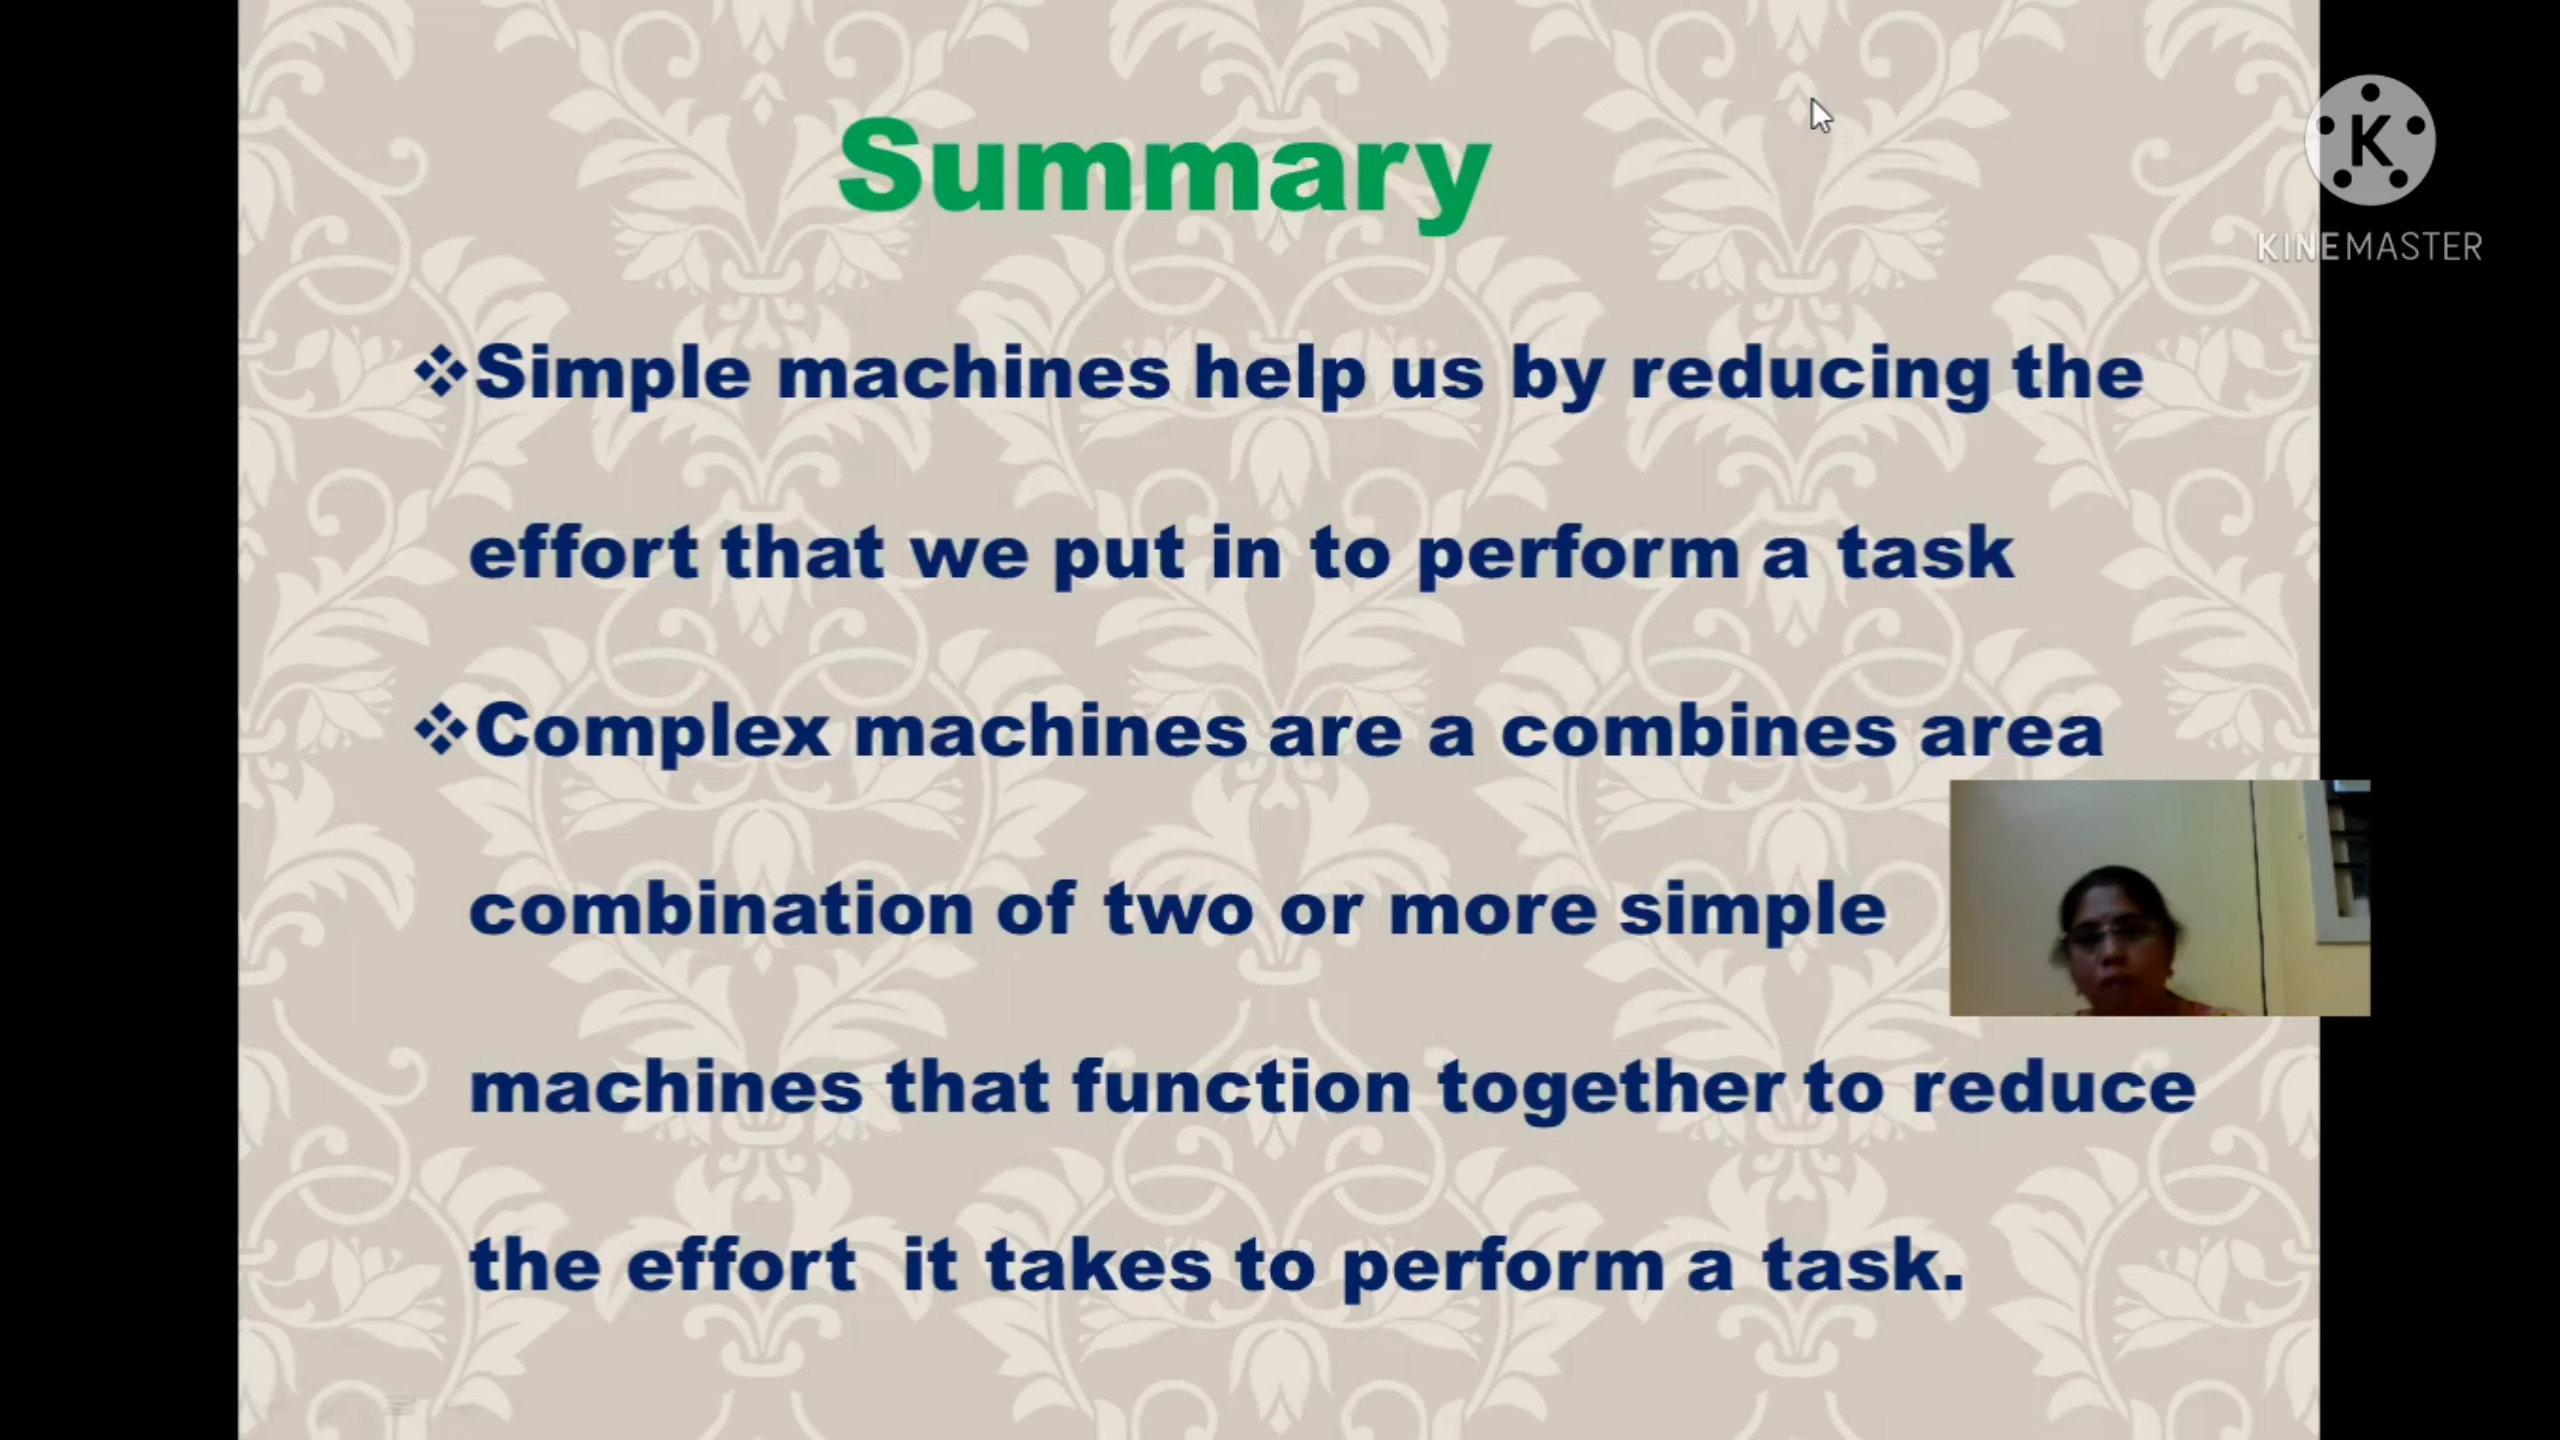 Summary
K
KINEMASTER
❖Simple machines help us by reducing the
effort that we put in to perform a task
❖Complex machines are a combines area
combination of two or more simple
machines that function together to reduce
the effort it takes to perform a task.